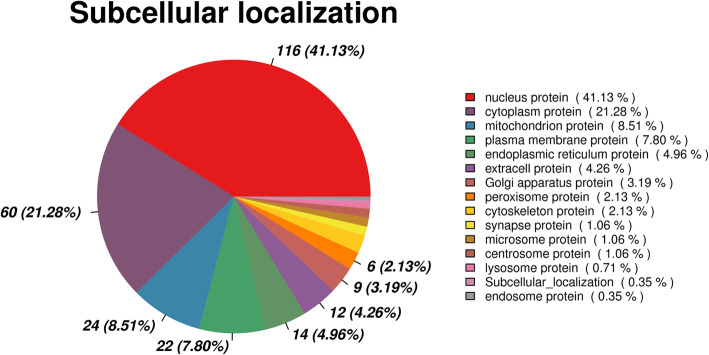 Subcellular localization
116 (41.13%)
60 (21.28%)
24 (8.51%)
22 (7.80%)
14 (4.96%)
12 (4.26%)
9 (3.19%)
6 (2.13%)
nucleus protein ( 41.13 % )
cytoplasm protein ( 21.28 % )
mitochondrion protein ( 8.51 % )
plasma membrane protein ( 7.80 % )
endoplasmic reticulum protein ( 4.96 % )
extracell protein ( 4.26 % )
Golgi apparatus protein ( 3.19 % )
peroxisome protein ( 2.13 % )
cytoskeleton protein ( 2.13 % )
synapse protein ( 1.06 % )
microsome protein ( 1.06 % )
centrosome protein ( 1.06 % )
lysosome protein ( 0.71 % )
Subcellular_localization ( 0.35 % )
endosome protein ( 0.35 % )